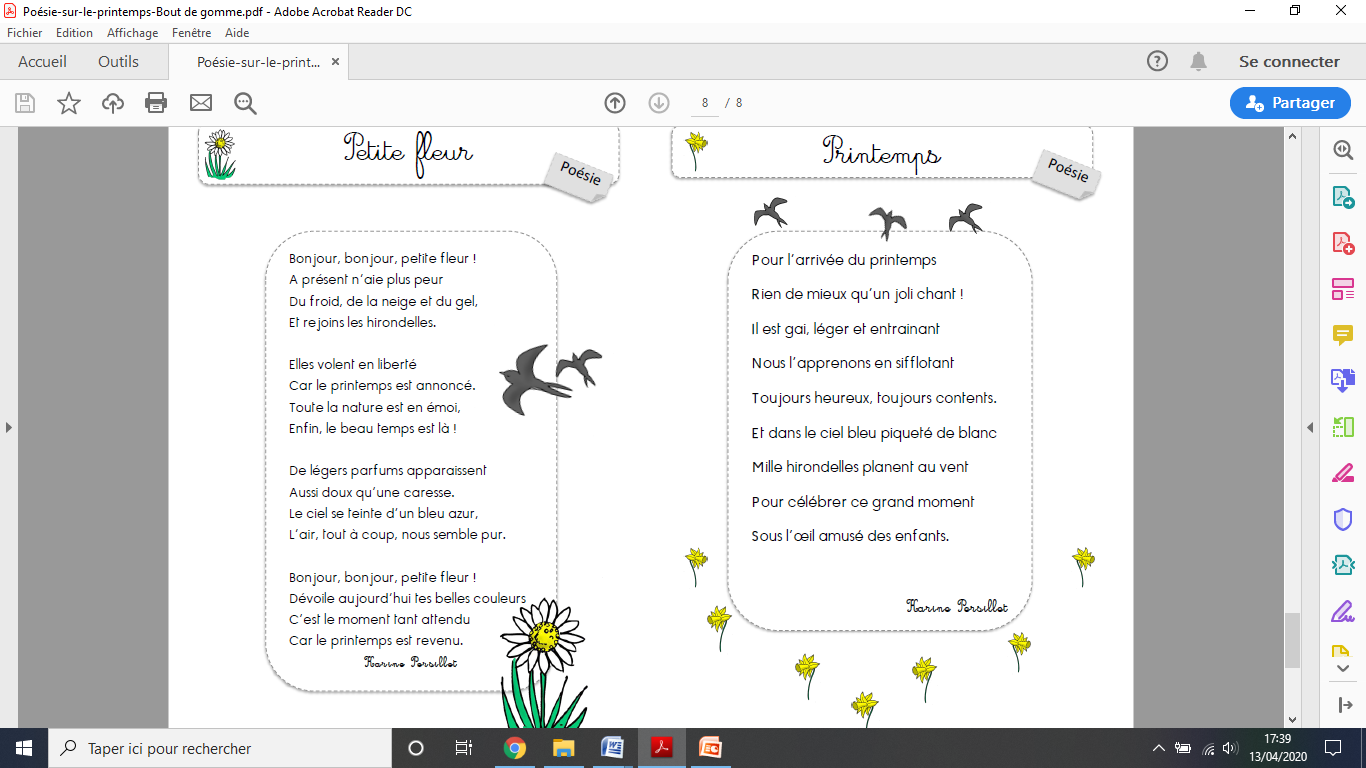 Poésie-sur-le-printemps-Bout de gomme.pdf - Adobe Acrobat Reader DC
Fichier Edition Affichage Fenêtre Aide
Accueil Outils Poésie-sur-le-print... ×
Se connecter
8 / 8
Partager
Petite fleur
Poésie
Bonjour, bonjour, petite fleur !
A présent n'aie plus peur
Du froid, de la neige et du gel,
Et rejoins les hirondelles.
Elles volent en liberté
Car le printemps est annoncé.
Toute la nature est en émoi,
Enfin, le beau temps est là !
De légers parfums apparaissent
Aussi doux qu'une caresse.
Le ciel se teinte d'un bleu azur,
L'air, tout à coup, nous semble pur.
Bonjour, bonjour, petite fleur !
Dévoile aujourd'hui tes belles couleurs
C'est le moment tant attendu
Car le printemps est revenu.
Karine Persillet
Printemps
Poésie
Pour l'arrivée du printemps
Rien de mieux qu'un joli chant !
Il est gai, léger et entrainant
Nous l'apprenons en sifflotant
Toujours heureux, toujours contents.
Et dans le ciel bleu piqueté de blanc
Mille hirondelles planent au vent
Pour célébrer ce grand moment
Sous l'œil amusé des enfants.
Karine Persillet
Taper ici pour rechercher
17:39
13/04/2020